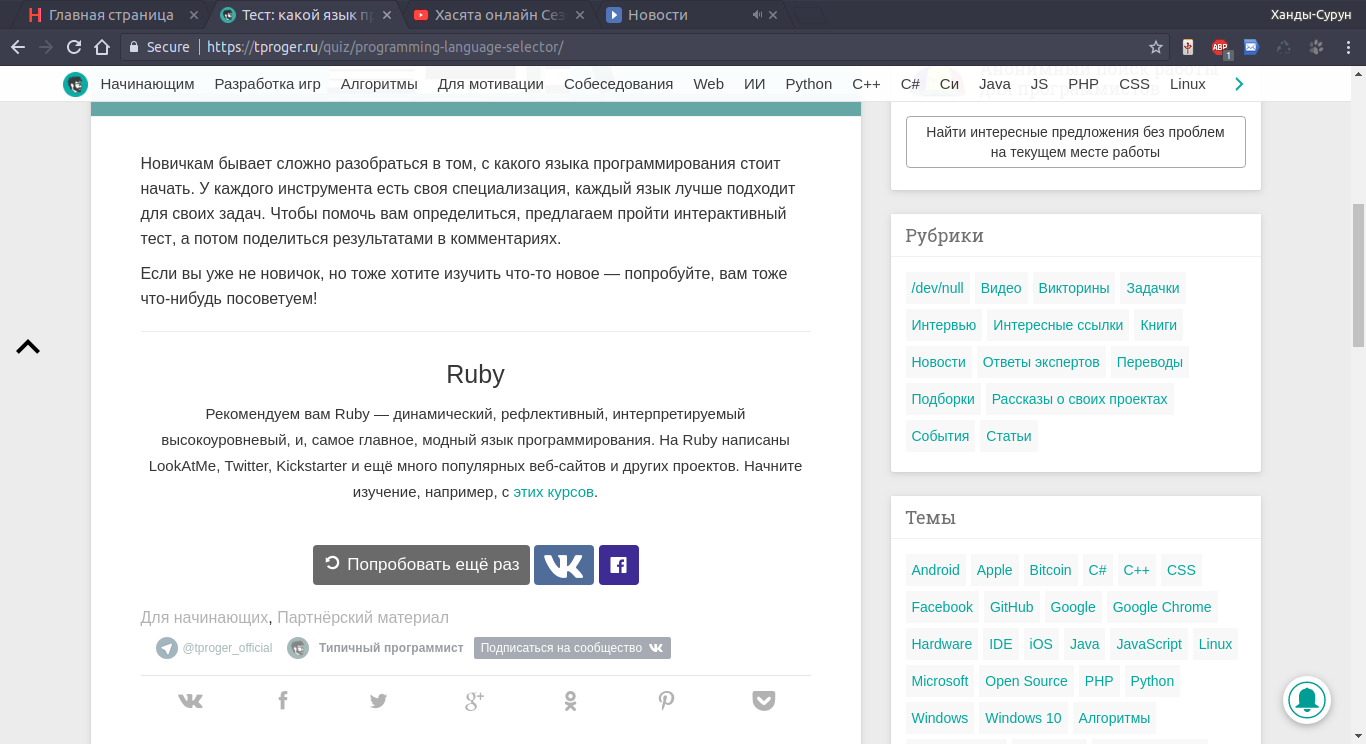 Главная страница
Тест: какой язык пр
Хасята онлайн Сез
Новости
Ханды-Сурун
Secure
https://tproger.ru/quiz/programming-language-selector/
ABP
1
Начинающим Разработка игр Алгоритмы Для мотивации Собеседования Web ИИ Python C++ C# Си Java JS PHP CSS Linux
Анонимный поиск работы
для программистов
Найти интересные предложения без проблем
на текущем месте работы
Новичкам бывает сложно разобраться в том, с какого языка программирования стоит
начать. У каждого инструмента есть своя специализация, каждый язык лучше подходит
для своих задач. Чтобы помочь вам определиться, предлагаем пройти интерактивный
тест, а потом поделиться результатами в комментариях.
Если вы уже не новичок, но тоже хотите изучить что-то новое — попробуйте, вам тоже
что-нибудь посоветуем!
Ruby
Рекомендуем вам Ruby — динамический, рефлективный, интерпретируемый
высокоуровневый, и, самое главное, модный язык программирования. На Ruby написаны
LookAtMe, Twitter, Kickstarter и ещё много популярных веб-сайтов и других проектов. Начните
изучение, например, с этих курсов.
Попробовать ещё раз
Для начинающих, Партнёрский материал
@tproger_official Типичный программист Подписаться на сообщество
Рубрики
/dev/null Видео Викторины Задачки
Интервью Интересные ссылки Книги
Новости Ответы экспертов Переводы
Подборки Рассказы о своих проектах
События Статьи
Темы
Android Apple Bitcoin C# C++ CSS
Facebook GitHub Google Google Chrome
Hardware IDE iOS Java JavaScript Linux
Microsoft Open Source PHP Python
Windows Windows 10 Алгоритмы